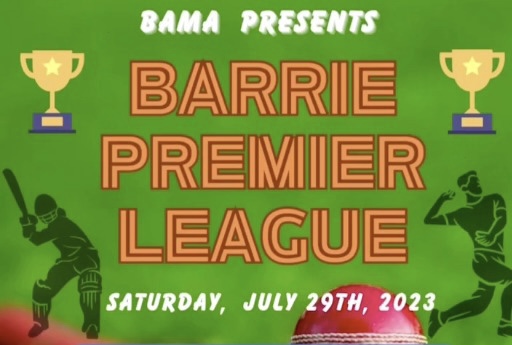 BAMA PRESENTS
BARRIE
PREMIER
LEAGUE
SATURDAY, JULY 29TH, 2023